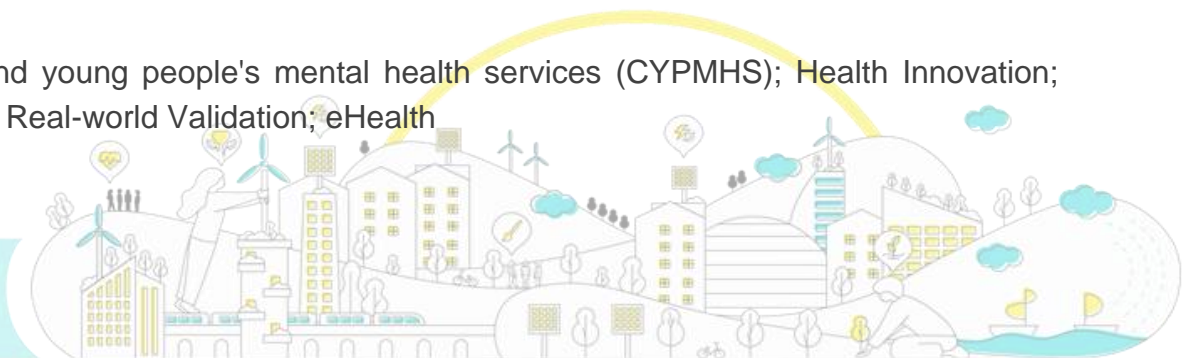 nd young people's mental health services (CYPMHS); Health Innovation;
Real-world Validation; eHealth